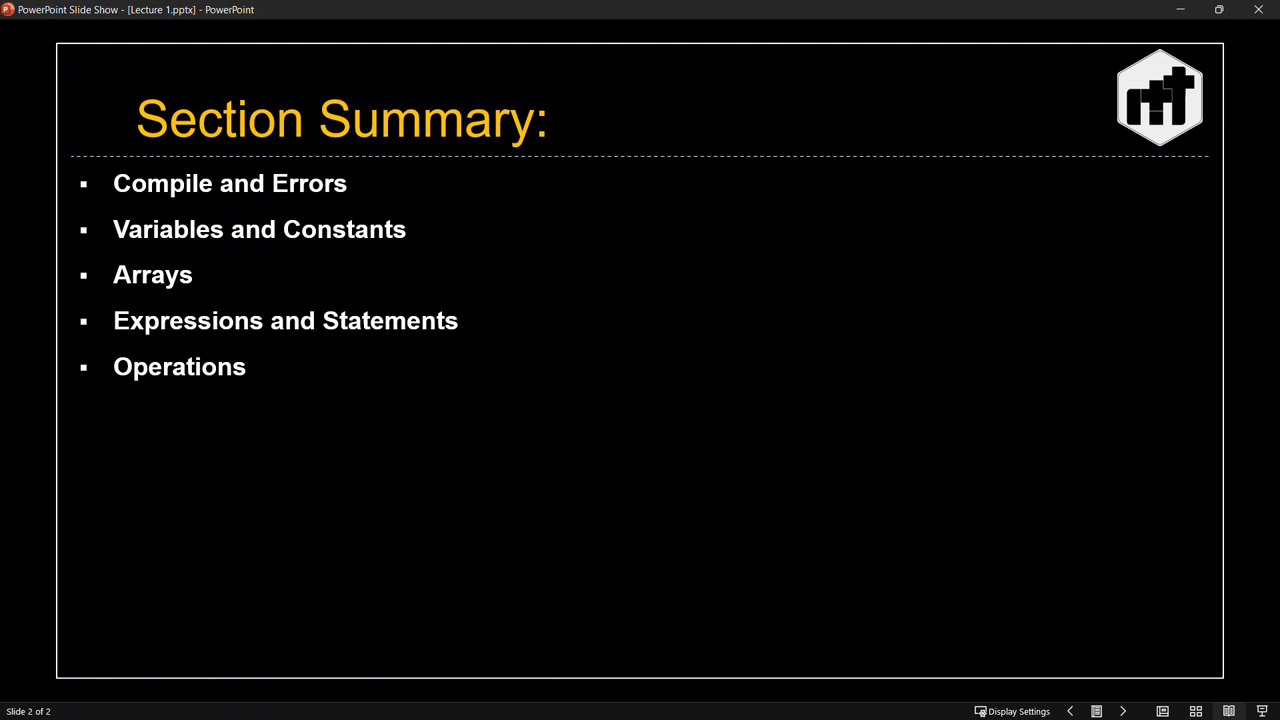 PowerPoint Slide Show - [Lecture 1.pptx] - PowerPoint
Section Summary:
▪ Compile and Errors
▪ Variables and Constants
▪ Arrays
▪ Expressions and Statements
▪ Operations
Slide 2 of 2
Display Settings